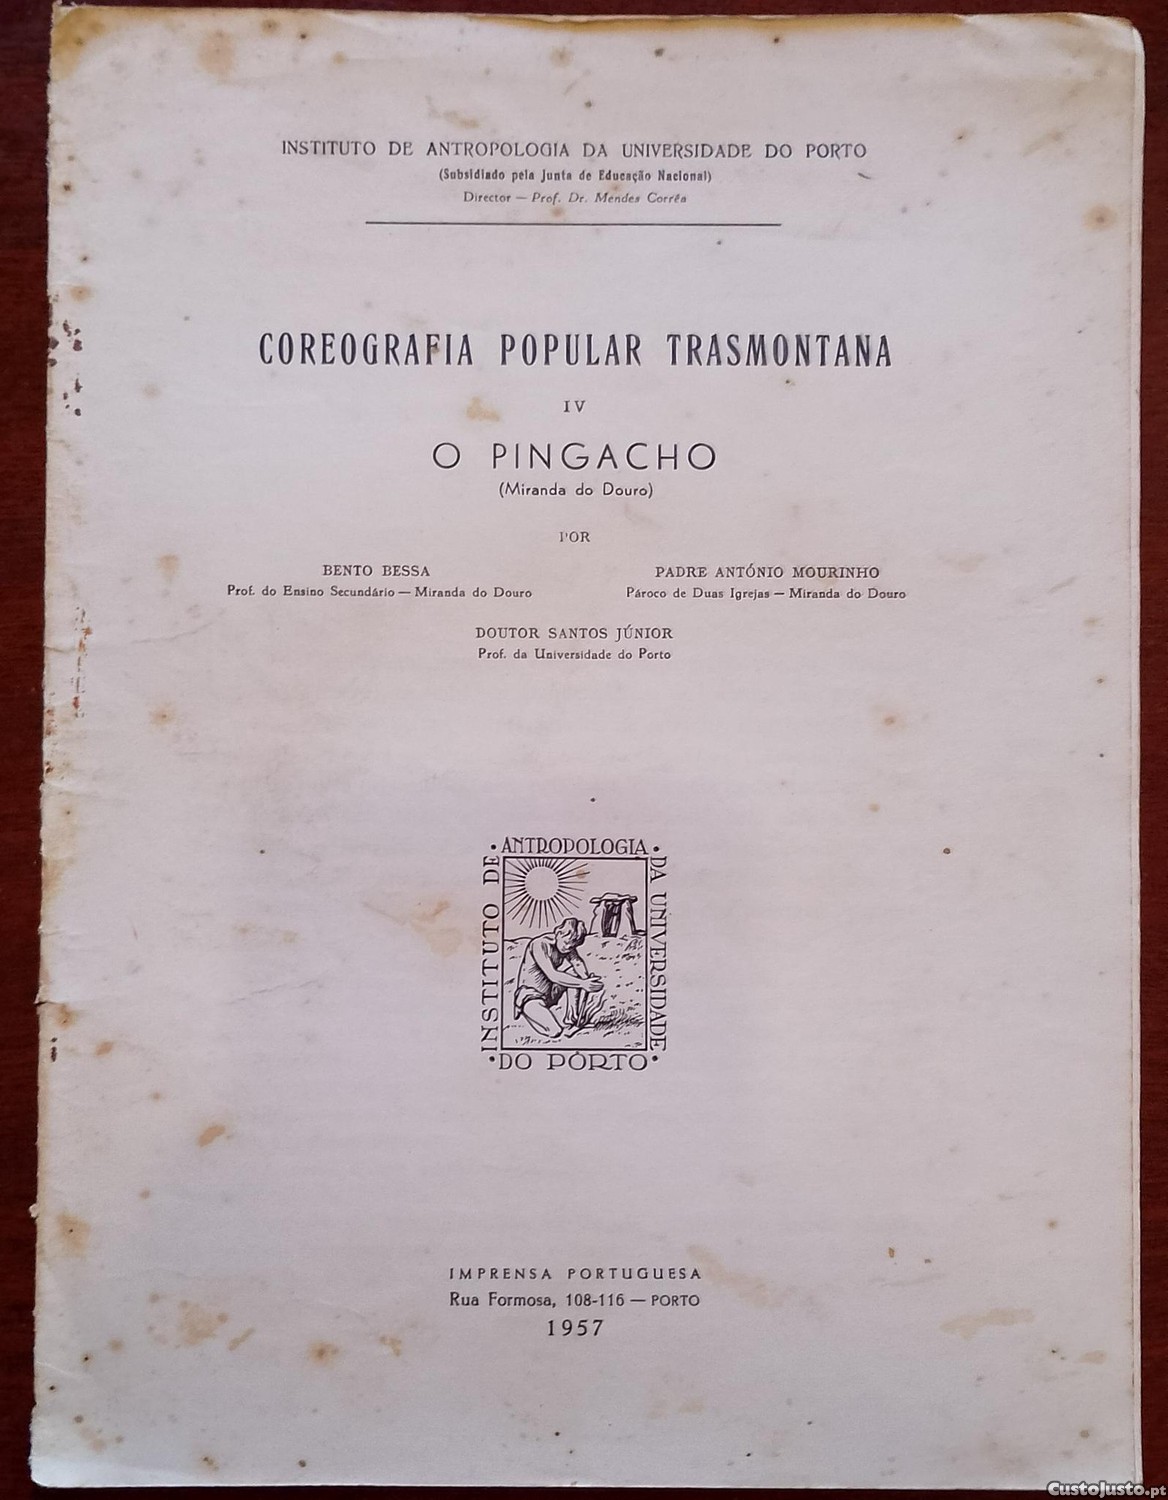 INSTITUTO DE ANTROPOLOGIA DA UNIVERSIDADE DO PORTO
(Subsidiado pela Junta de Educação Nacional)
Director — Prof. Dr. Mendes Corrêa
COREOGRAFIA POPULAR TRASMONTANA
IV
O PINGACHO
(Miranda do Douro)
POR
BENTO BESSA
Prof. do Ensino Secundário — Miranda do Douro
PADRE ANTÓNIO MOURINHO
Pároco de Duas Igrejas — Miranda do Douro
DOUTOR SANTOS JÚNIOR
Prof. da Universidade do Porto
INSTITUTO DE
• ANTROPOLOGIA •
DA UNIVERSIDADE
• DO PÔRTO •
IMPRENSA PORTUGUESA
Rua Formosa, 108-116 — PORTO
1957
CustoJusto.pt